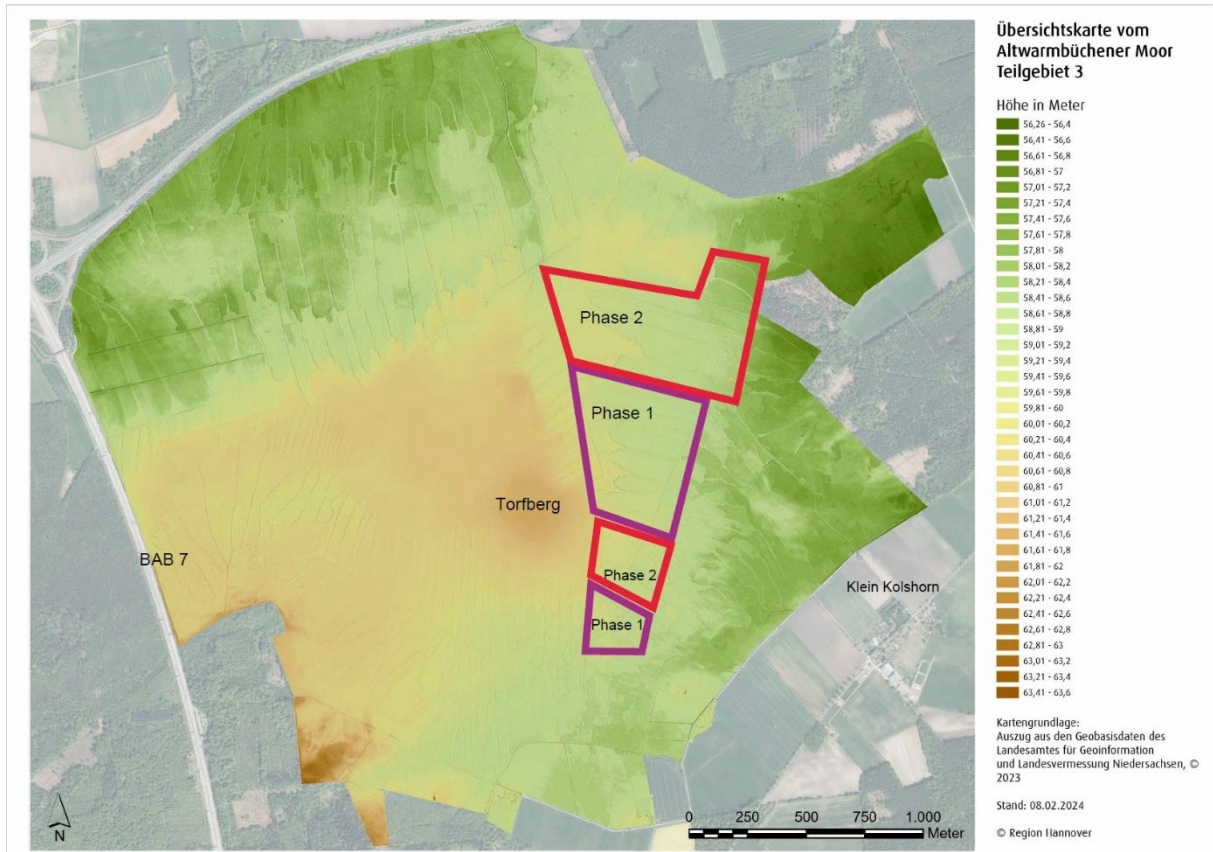 Übersichtskarte vom
Altwarmbüchener Moor
Teilgebiet 3
Höhe in Meter
56,26 - 56,4
56,41 - 56,6
56,61 - 56,8
56,81 - 57
57,01 - 57,2
57,21 - 57,4
57,41 - 57,6
57,61 - 57,8
57,81 - 58
58,01 - 58,2
58,21 - 58,4
58,41 - 58,6
58,61 - 58,8
58,81 - 59
59,01 - 59,2
59,21 - 59,4
59,41 - 59,6
59,61 - 59,8
59,81 - 60
60,01 - 60,2
60,21 - 60,4
60,41 - 60,6
60,61 - 60,8
60,81 - 61
61,01 - 61,2
61,21 - 61,4
61,41 - 61,6
61,61 - 61,8
61,81 - 62
62,01 - 62,2
62,21 - 62,4
62,41 - 62,6
62,61 - 62,8
62,81 - 63
63,01 - 63,2
63,21 - 63,4
63,41 - 63,6
Kartengrundlage:
Auszug aus den Geobasisdaten des
Landesamtes für Geoinformation
und Landesvermessung Niedersachsen, ©
2023
Stand: 08.02.2024
© Region Hannover
Phase 2
Phase 1
Torfberg
BAB 7
Phase 2
Klein Kolshorn
Phase 1
0 250 500 750 1.000
Meter
N